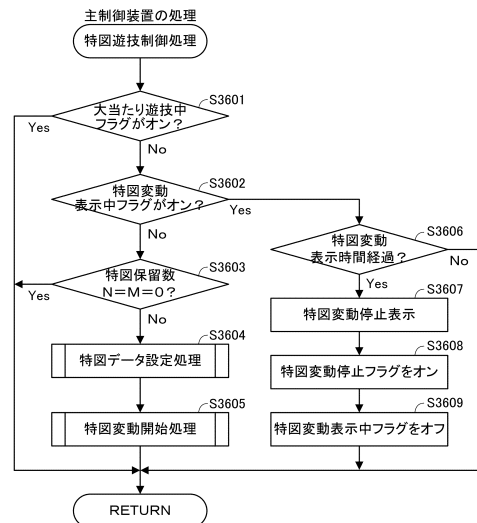 主制御装置の処理
特図遊技制御処理
S3601
大当たり遊技中
フラグがオン？
Yes
No
S3602
特図変動
表示中フラグがオン？
Yes
No
S3603
特図保留数
N＝M＝0？
Yes
No
S3604
特図データ設定処理
S3605
特図変動開始処理
S3606
特図変動
表示時間経過？
No
Yes
S3607
特図変動停止表示
S3608
特図変動停止フラグをオン
S3609
特図変動表示中フラグをオフ
RETURN